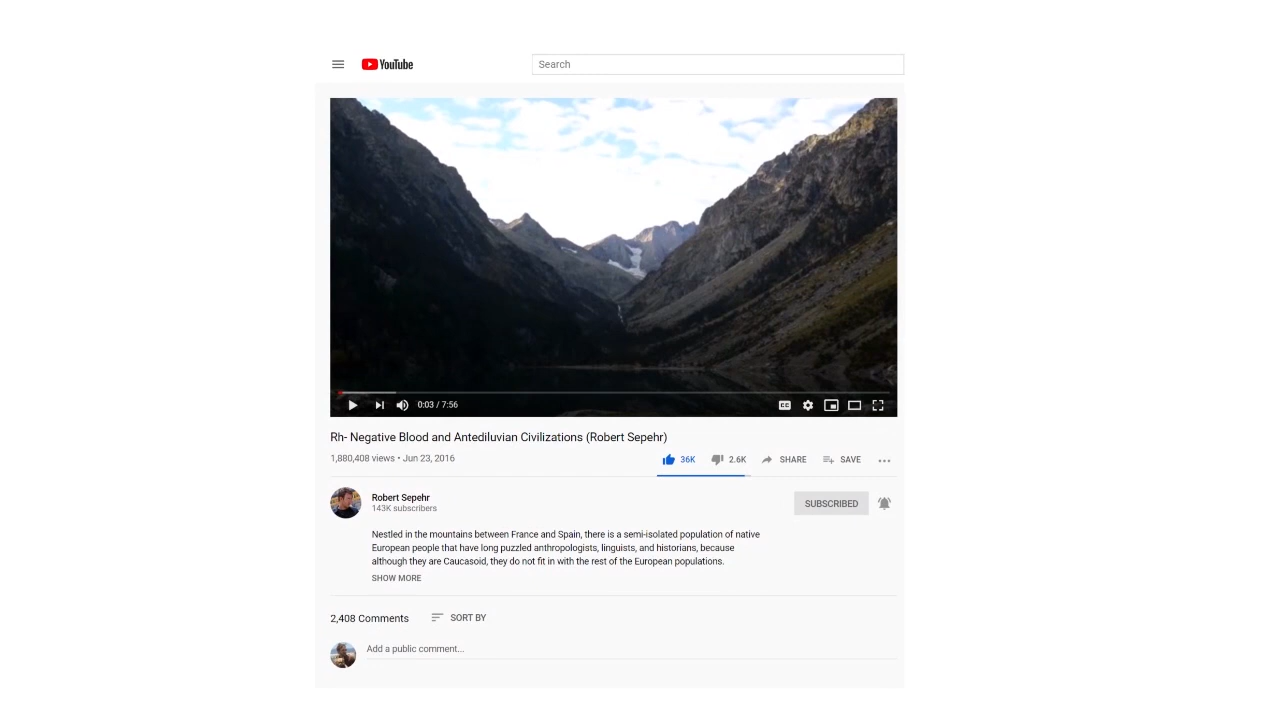 YouTube
Search
0:03 / 7:56
CC
Rh- Negative Blood and Antediluvian Civilizations (Robert Sepehr)
1,880,408 views • Jun 23, 2016
36K 2.6K SHARE SAVE
Robert Sepehr
143K subscribers
SUBSCRIBED
Nestled in the mountains between France and Spain, there is a semi-isolated population of native
European people that have long puzzled anthropologists, linguists, and historians, because
although they are Caucasoid, they do not fit in with the rest of the European populations.
SHOW MORE
2,408 Comments SORT BY
Add a public comment...